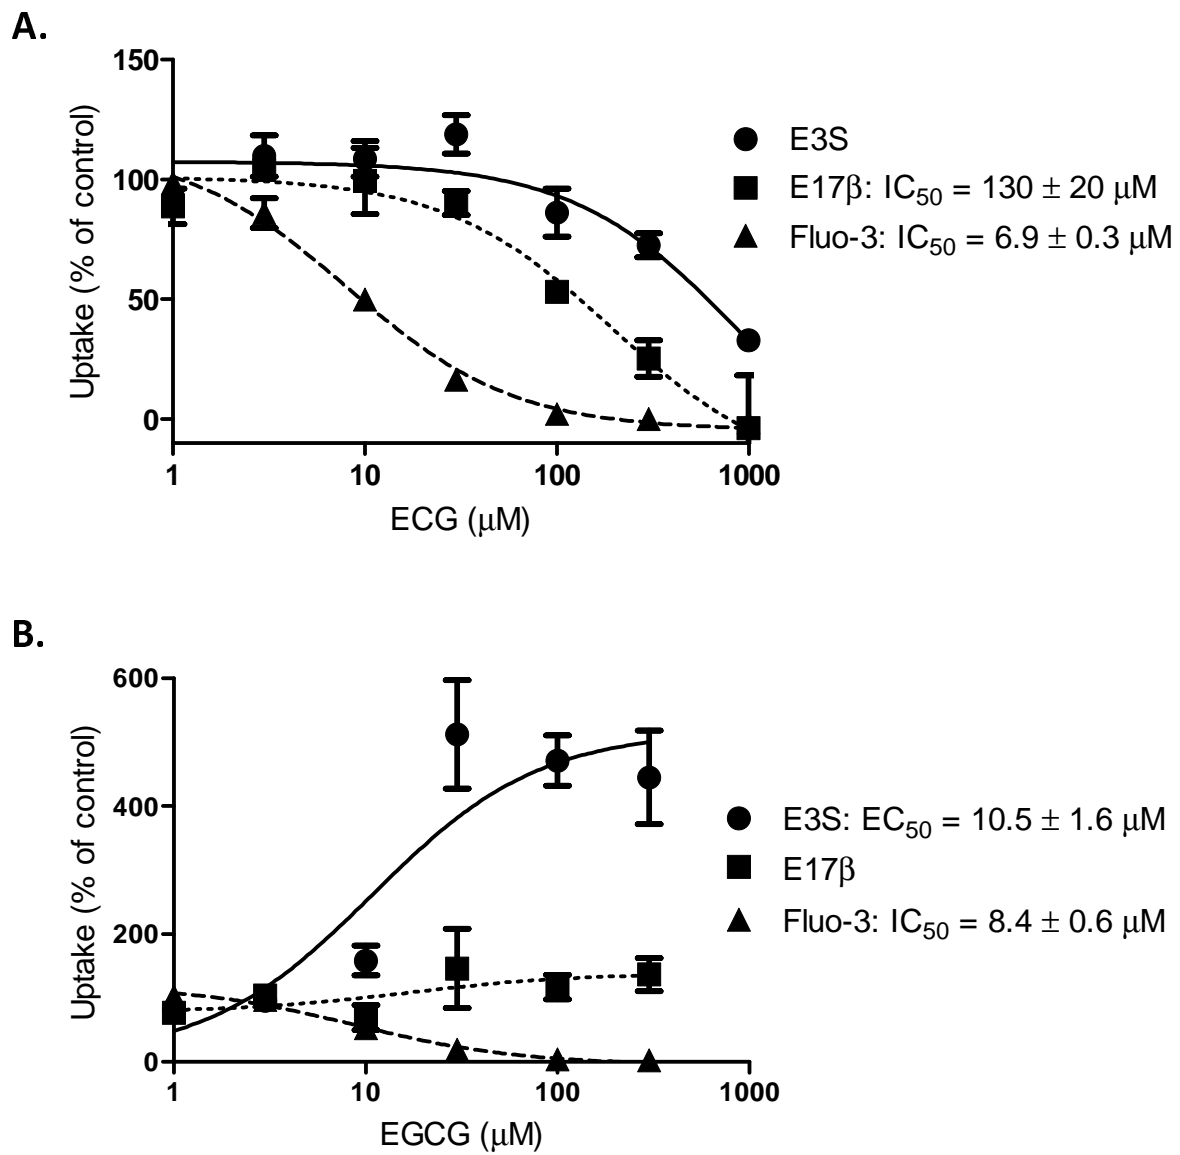 A.
150
100
50
0
Uptake (% of control)
1 10 100 1000
ECG (μM)
E3S
E17β: IC50 = 130 ± 20 μM
Fluo-3: IC50 = 6.9 ± 0.3 μM
B.
600
400
200
0
Uptake (% of control)
1 10 100 1000
EGCG (μM)
E3S: EC50 = 10.5 ± 1.6 μM
E17β
Fluo-3: IC50 = 8.4 ± 0.6 μM